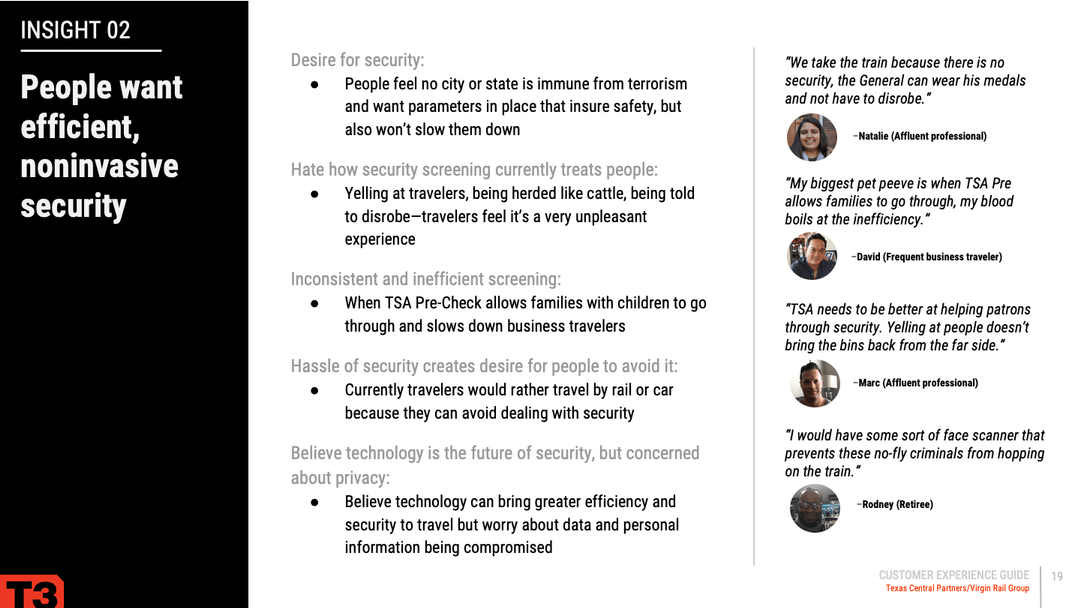 INSIGHT 02
People want
efficient,
noninvasive
security
Desire for security:
● People feel no city or state is immune from terrorism
and want parameters in place that insure safety, but
also won’t slow them down
Hate how security screening currently treats people:
● Yelling at travelers, being herded like cattle, being told
to disrobe—travelers feel it’s a very unpleasant
experience
Inconsistent and inefficient screening:
● When TSA Pre-Check allows families with children to go
through and slows down business travelers
Hassle of security creates desire for people to avoid it:
● Currently travelers would rather travel by rail or car
because they can avoid dealing with security
Believe technology is the future of security, but concerned
about privacy:
● Believe technology can bring greater efficiency and
security to travel but worry about data and personal
information being compromised
“We take the train because there is no
security, the General can wear his medals
and not have to disrobe.”
–Natalie (Affluent professional)
“My biggest pet peeve is when TSA Pre
allows families to go through, my blood
boils at the inefficiency.”
–David (Frequent business traveler)
“TSA needs to be better at helping patrons
through security. Yelling at people doesn’t
bring the bins back from the far side.”
–Marc (Affluent professional)
“I would have some sort of face scanner that
prevents these no-fly criminals from hopping
on the train.”
–Rodney (Retiree)
T3
CUSTOMER EXPERIENCE GUIDE
Texas Central Partners/Virgin Rail Group
19